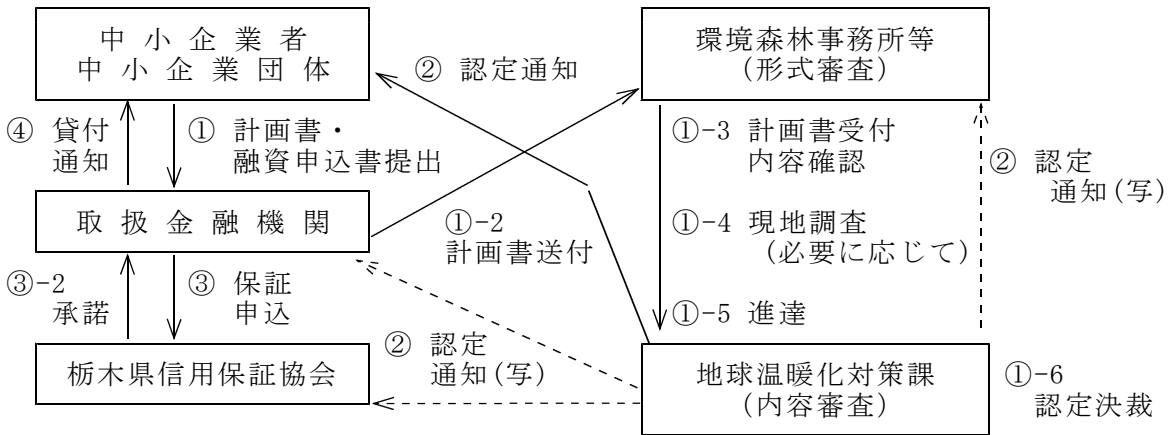 中小企業者
中小企業団体
環境森林事務所等
(形式審査)
② 認定通知
④ 貸付
通知
① 計画書・
融資申込書提出
①-3 計画書受付
内容確認
② 認定
通知(写)
取扱金融機関
①-2
計画書送付
①-4 現地調査
(必要に応じて)
③-2
承諾
③ 保証
申込
①-5 進達
② 認定
通知(写)
栃木県信用保証協会
地球温暖化対策課
(内容審査)
①-6
認定決裁